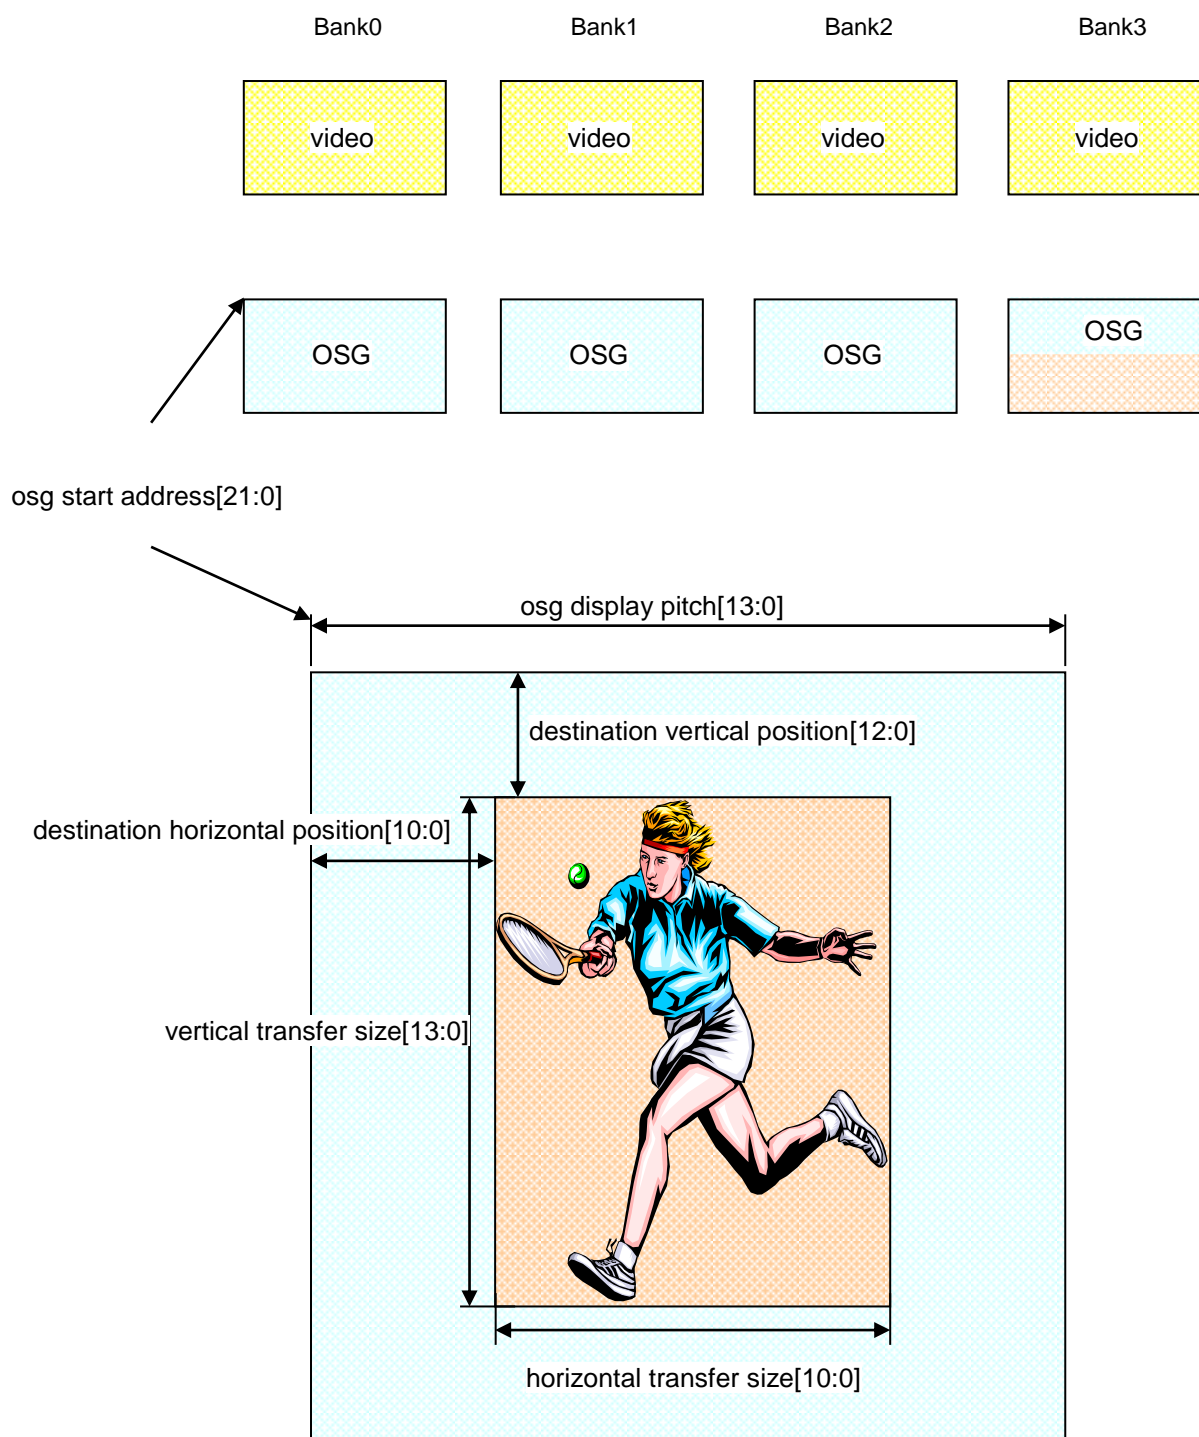 Bank0 Bank1 Bank2 Bank3
video video video video
OSG OSG OSG OSG
osg start address[21:0]
osg display pitch[13:0]
destination vertical position[12:0]
destination horizontal position[10:0]
vertical transfer size[13:0]
horizontal transfer size[10:0]